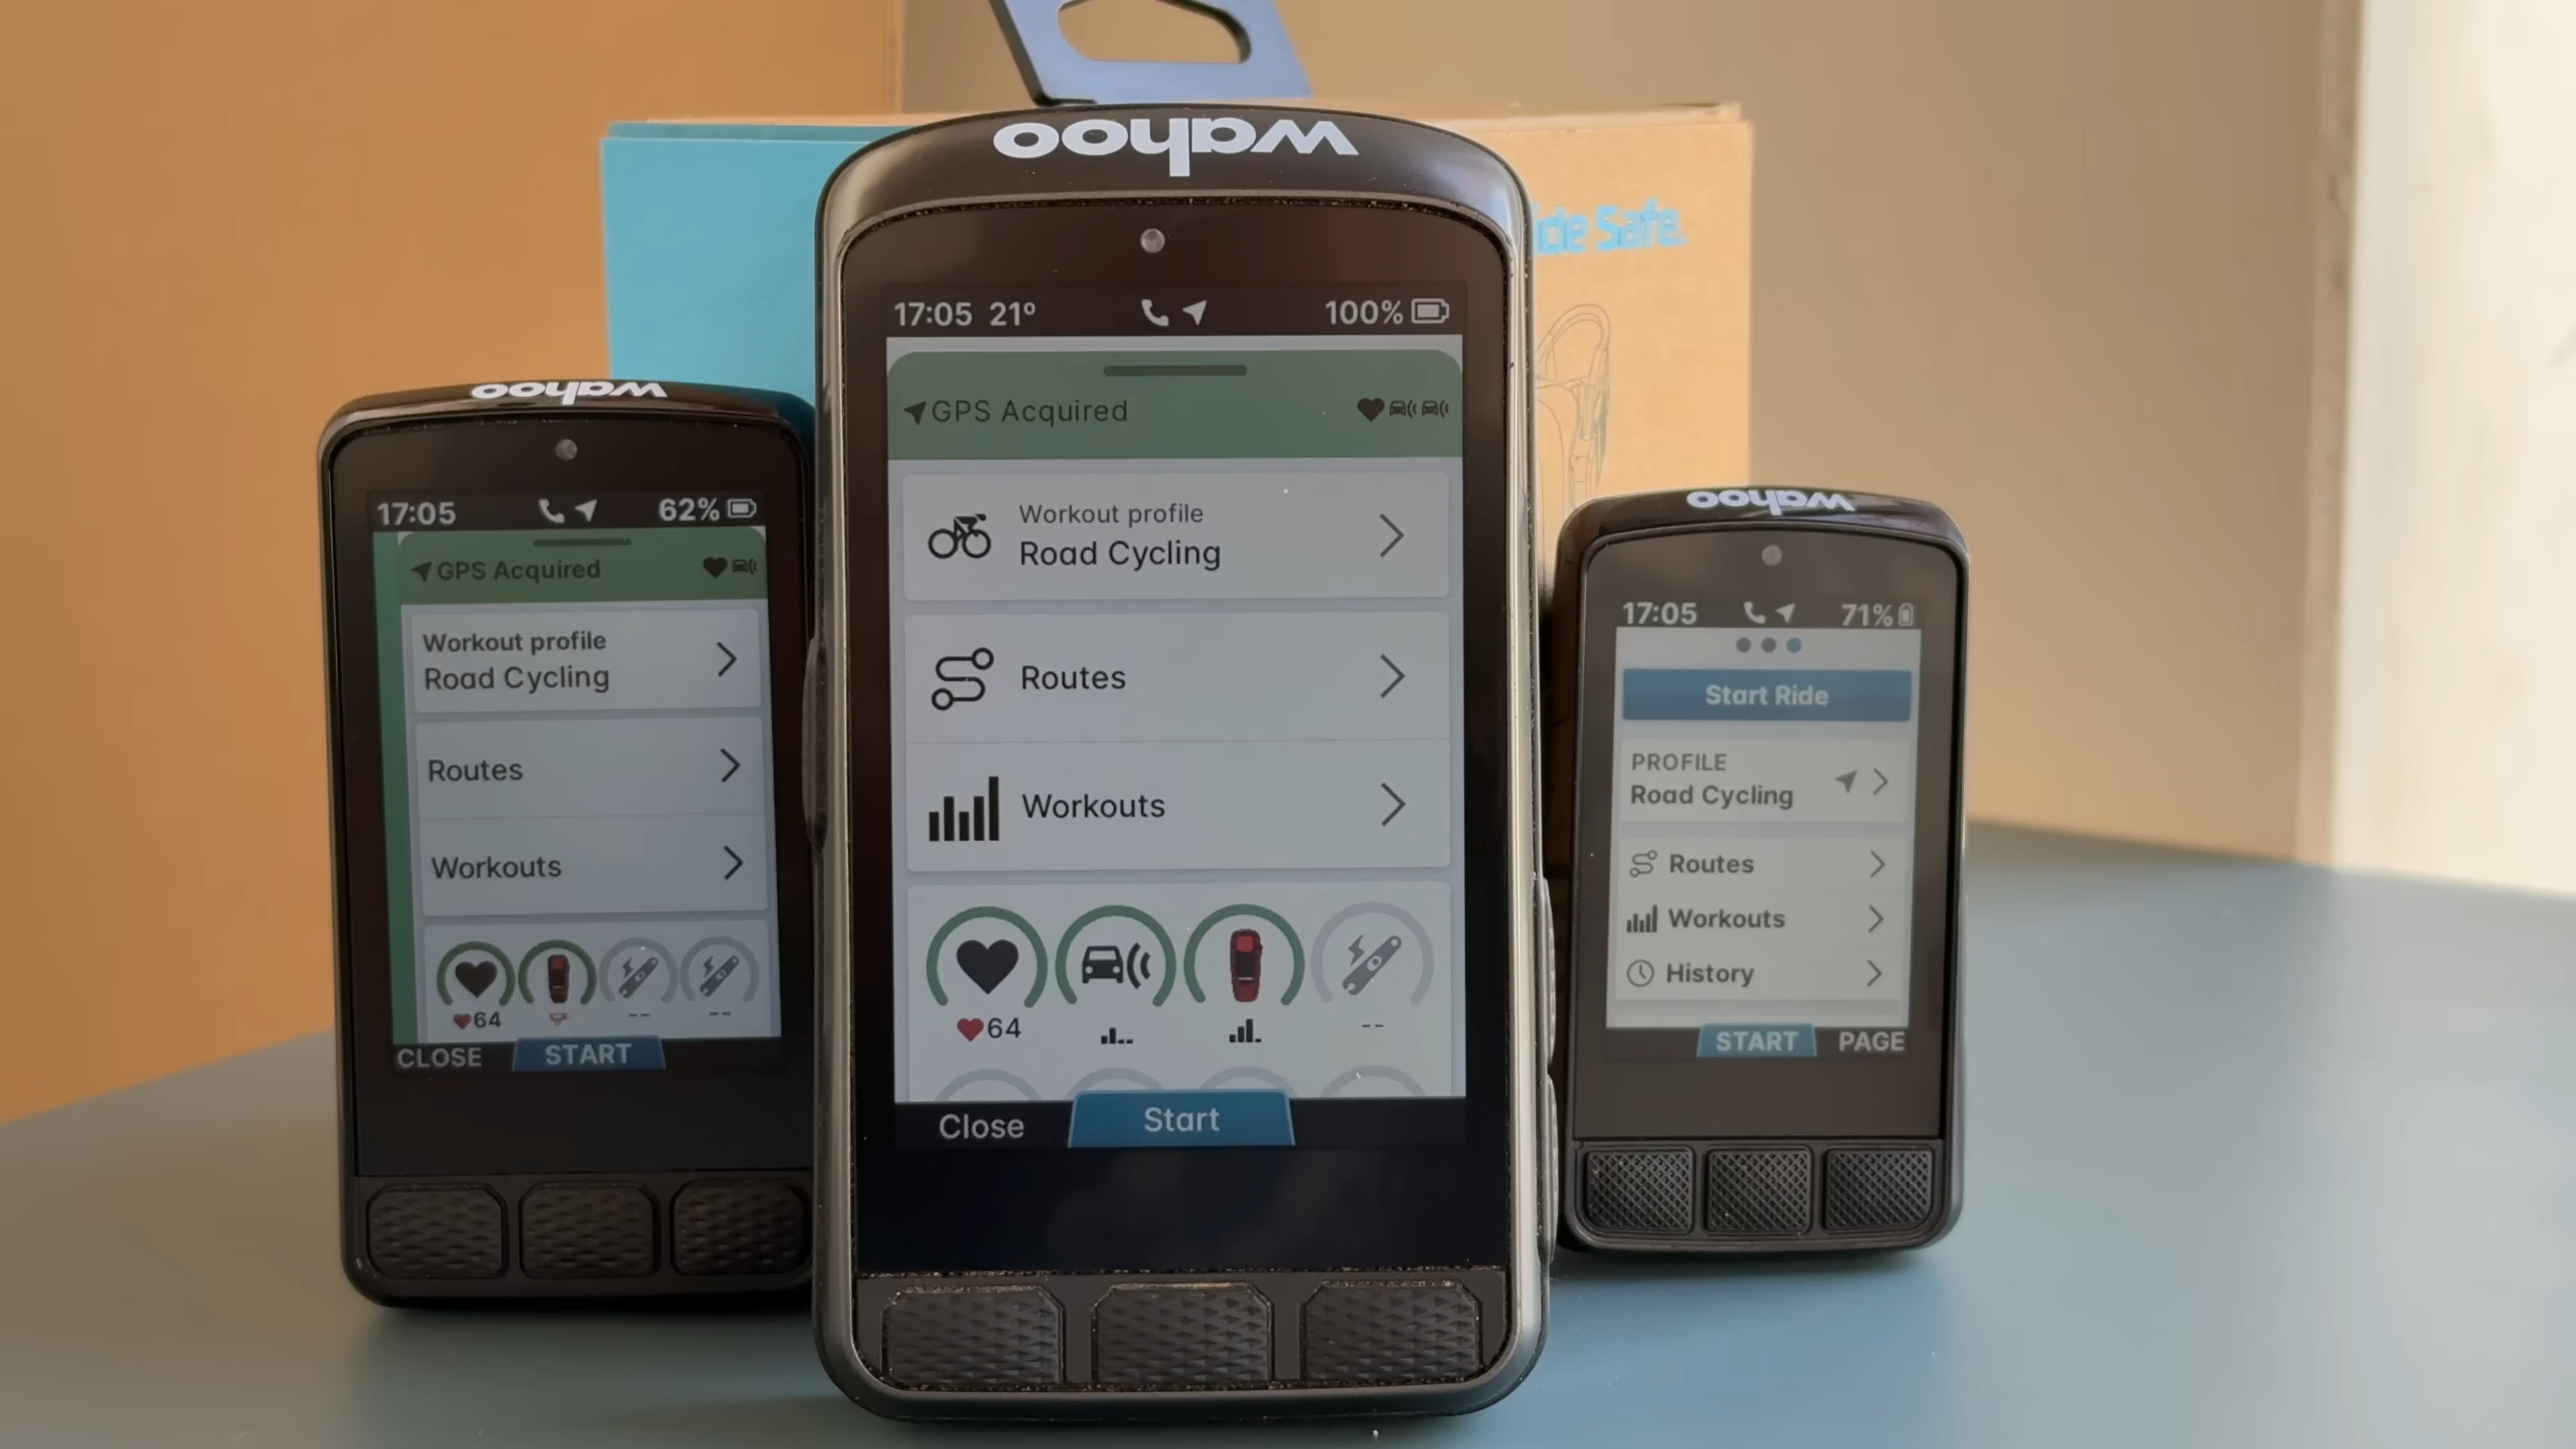 wahoo
17:05 62%
GPS Acquired
Workout profile
Road Cycling
Routes
Workouts
64 -- --
CLOSE START
wahoo
17:05 21° 100%
GPS Acquired
Workout profile
Road Cycling
Routes
Workouts
64 --
Close Start
wahoo
17:05 71%
Start Ride
PROFILE
Road Cycling
Routes
Workouts
History
START PAGE
ide Safe.